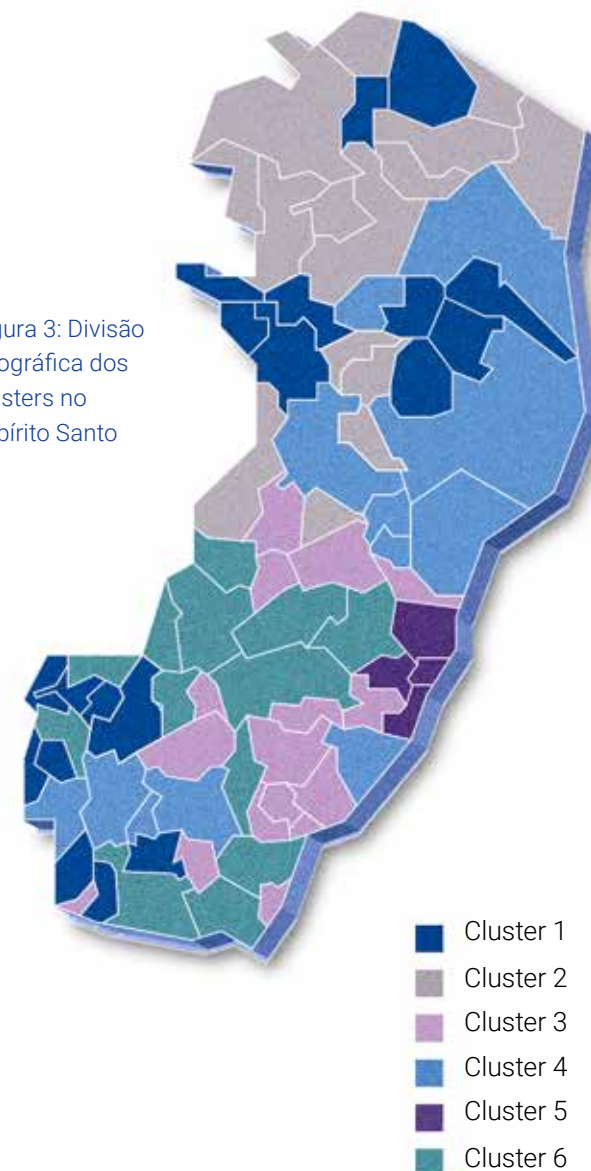 gura 3: Divisão
ográfica dos
sters no
pírito Santo
Cluster 1
Cluster 2
Cluster 3
Cluster 4
Cluster 5
Cluster 6